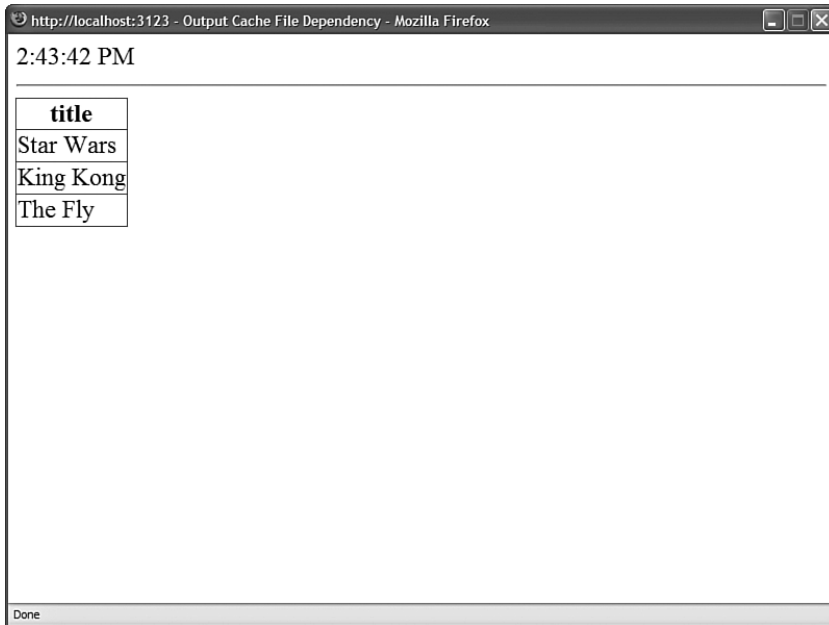 http://localhost:3123 - Output Cache File Dependency - Mozilla Firefox
2:43:42 PM
title
Star Wars
King Kong
The Fly
Done